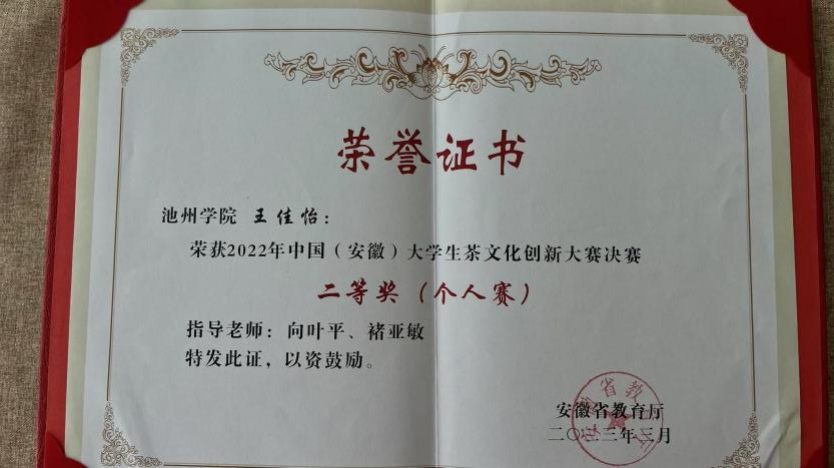 荣誉证书
池州学院 王佳怡：
荣获2022年中国（安徽）大学生茶文化创新大赛决赛
二等奖（个人赛）
指导老师：向叶平、褚亚敏
特发此证，以资鼓励。
安徽省教育厅
二〇二三年三月